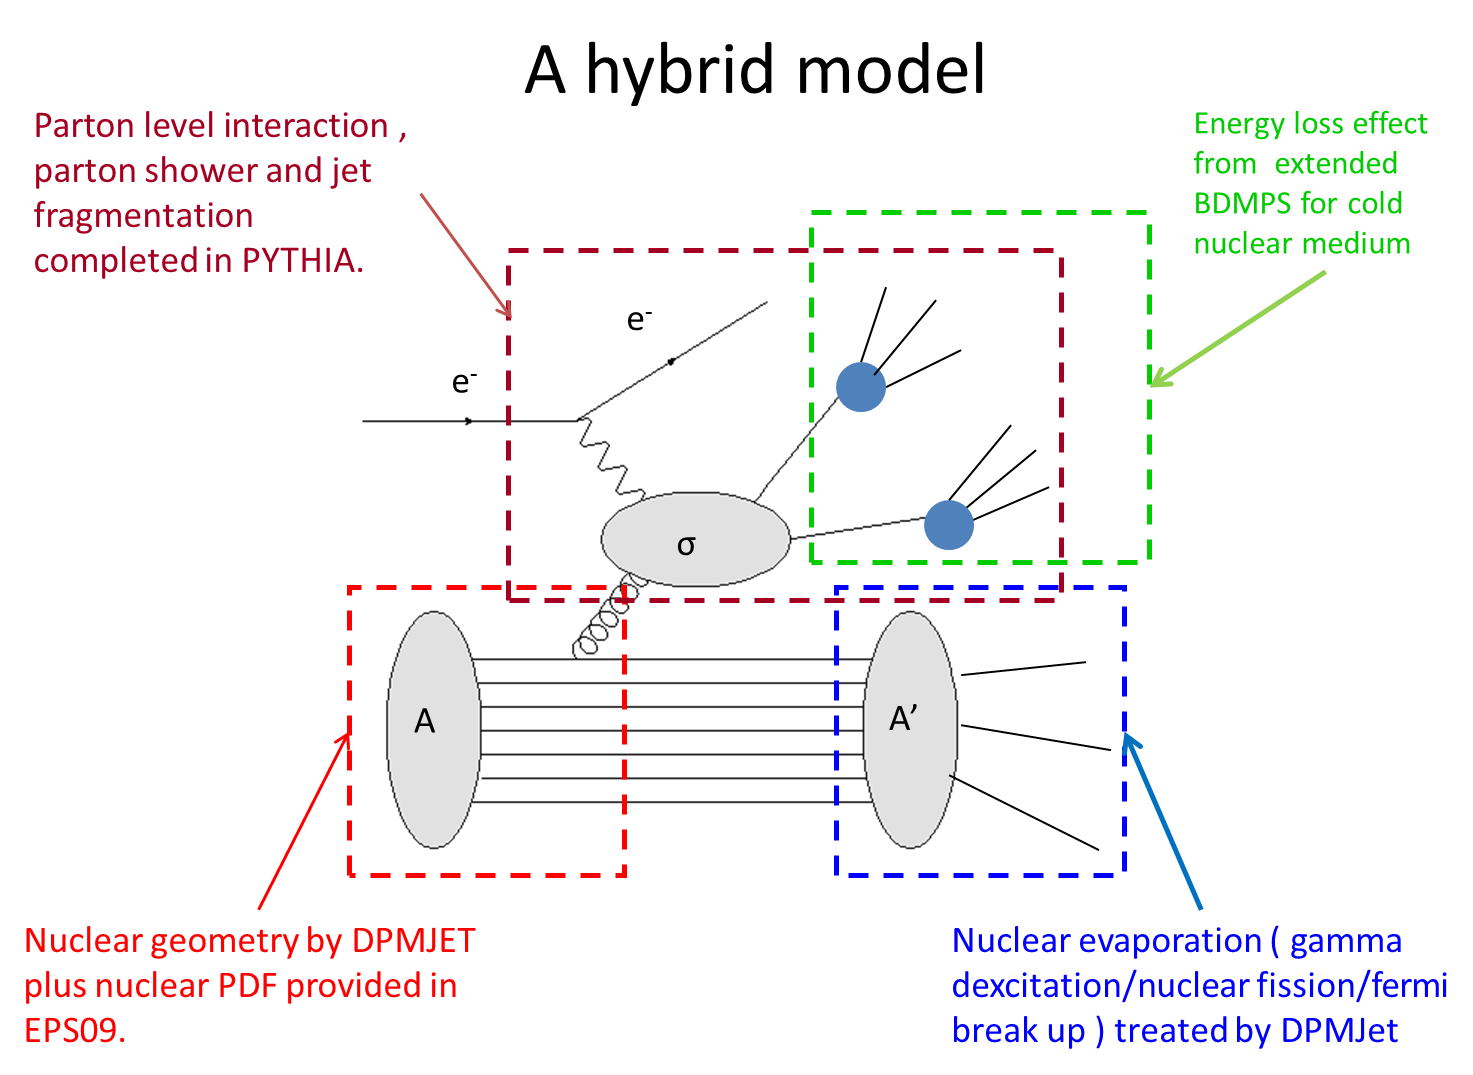 A hybrid model
Parton level interaction ,
parton shower and jet
fragmentation
completed in PYTHIA.
Energy loss effect
from extended
BDMPS for cold
nuclear medium
e-
e-
σ
A
A’
Nuclear geometry by DPMJET
plus nuclear PDF provided in
EPS09.
Nuclear evaporation ( gamma
dexcitation/nuclear fission/fermi
break up ) treated by DPMJet